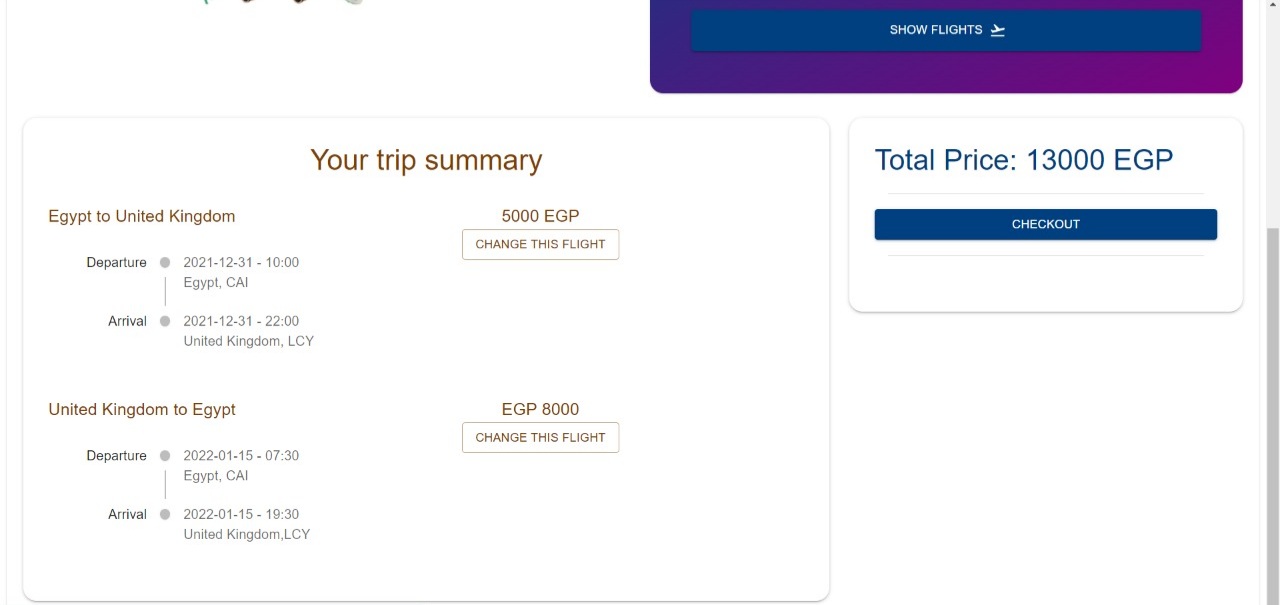 SHOW FLIGHTS
Your trip summary
Egypt to United Kingdom
5000 EGP
CHANGE THIS FLIGHT
Departure
2021-12-31 - 10:00
Egypt, CAI
Arrival
2021-12-31 - 22:00
United Kingdom, LCY
United Kingdom to Egypt
EGP 8000
CHANGE THIS FLIGHT
Departure
2022-01-15 - 07:30
Egypt, CAI
Arrival
2022-01-15 - 19:30
United Kingdom,LCY
Total Price: 13000 EGP
CHECKOUT